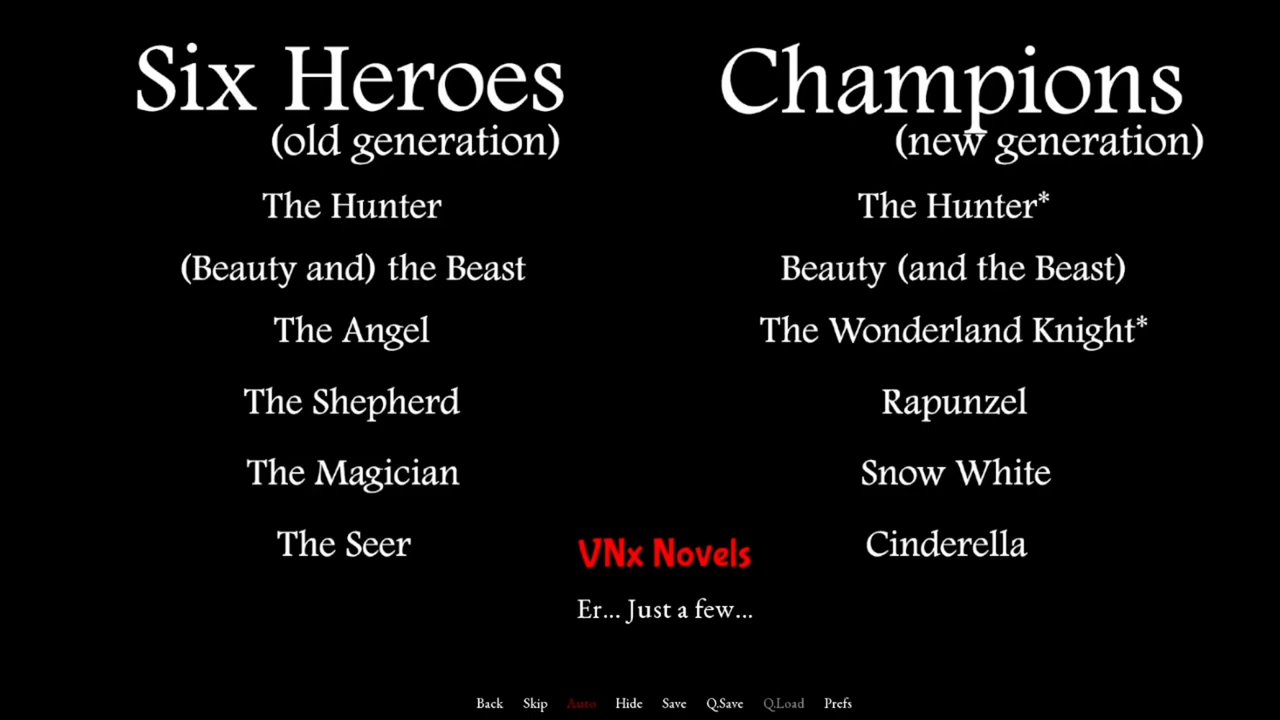 Six Heroes
(old generation)
The Hunter
(Beauty and) the Beast
The Angel
The Shepherd
The Magician
The Seer
Champions
(new generation)
The Hunter*
Beauty (and the Beast)
The Wonderland Knight*
Rapunzel
Snow White
Cinderella
VNx Novels
Er... Just a few...
Back Skip Auto Hide Save Q.Save Q.Load Prefs